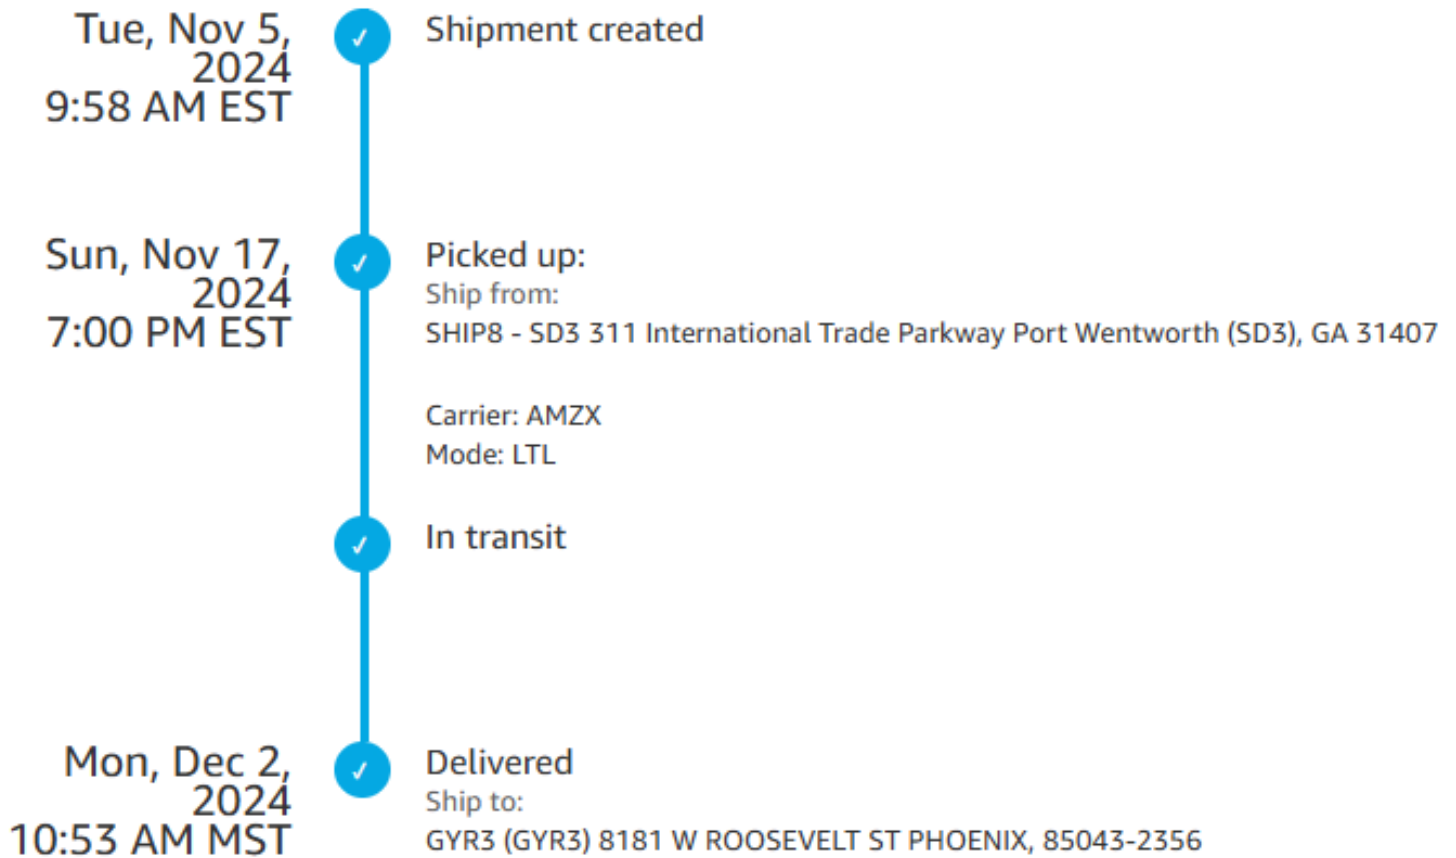 Tue, Nov 5,
2024
9:58 AM EST
Shipment created
Sun, Nov 17,
2024
7:00 PM EST
Picked up:
Ship from:
SHIP8 - SD3 311 International Trade Parkway Port Wentworth (SD3), GA 31407
Carrier: AMZX
Mode: LTL
In transit
Mon, Dec 2,
2024
10:53 AM MST
Delivered
Ship to:
GYR3 (GYR3) 8181 W ROOSEVELT ST PHOENIX, 85043-2356